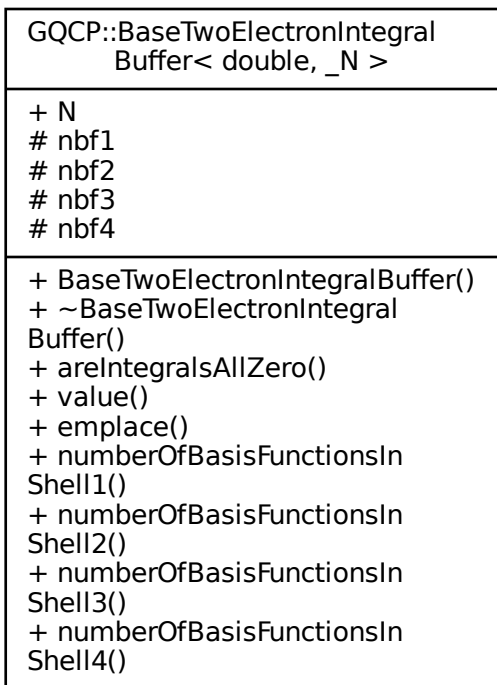 GQCP::BaseTwoElectronIntegral
Buffer< double, _N >
+ N
# nbf1
# nbf2
# nbf3
# nbf4
+ BaseTwoElectronIntegralBuffer()
+ ~BaseTwoElectronIntegral
Buffer()
+ areIntegralsAllZero()
+ value()
+ emplace()
+ numberOfBasisFunctionsIn
Shell1()
+ numberOfBasisFunctionsIn
Shell2()
+ numberOfBasisFunctionsIn
Shell3()
+ numberOfBasisFunctionsIn
Shell4()